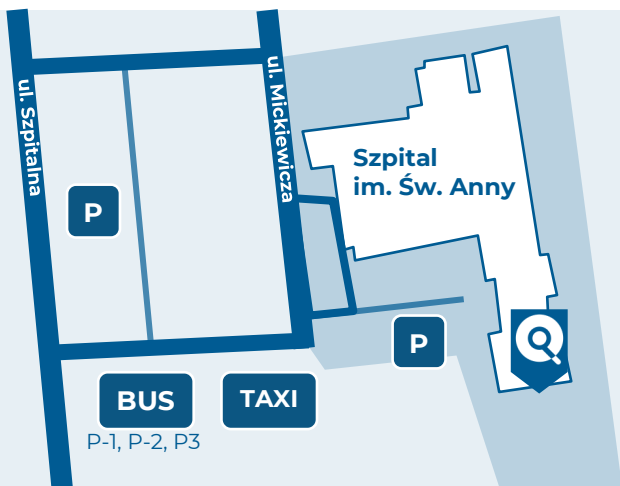 ul. Szpitalna
ul. Mickiewicza
Szpital
im. Św. Anny
P
P
BUS
TAXI
P-1, P-2, P3